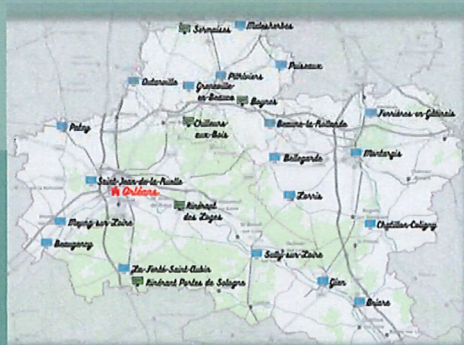 Sermaises
Malesherbes
Puiseaux
Pithiviers
Outarville
Greneville-
en-Beauce
Boynes
Chilleurs
aux-Bois
Beaune-la-Rolande
Ferrières-en-Gâtinais
Patay
Bellegarde
Montargis
Saint-Jean-de-la-Ruelle
Orléans
Lorris
Itinérant
des Loges
Meung-sur-Loire
Chatillon-Coligny
Beaugency
Sully-sur-Loire
La-Ferté-Saint-Aubin
Itinérant Portes de Sologne
Gien
Briare